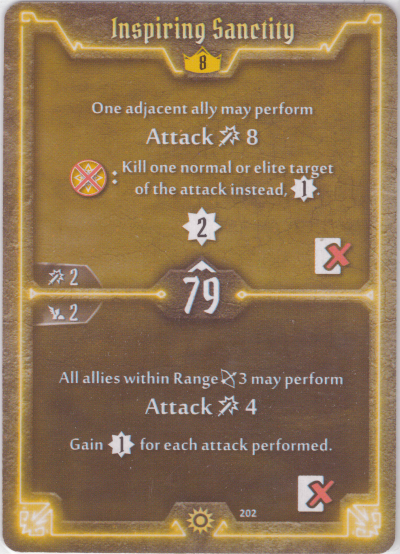 Inspiring Sanctity
8
One adjacent ally may perform
Attack 8
: Kill one normal or elite target
of the attack instead, 1.
2
2
79
2
All allies within Range 3 may perform
Attack 4
Gain 1 for each attack performed.
202